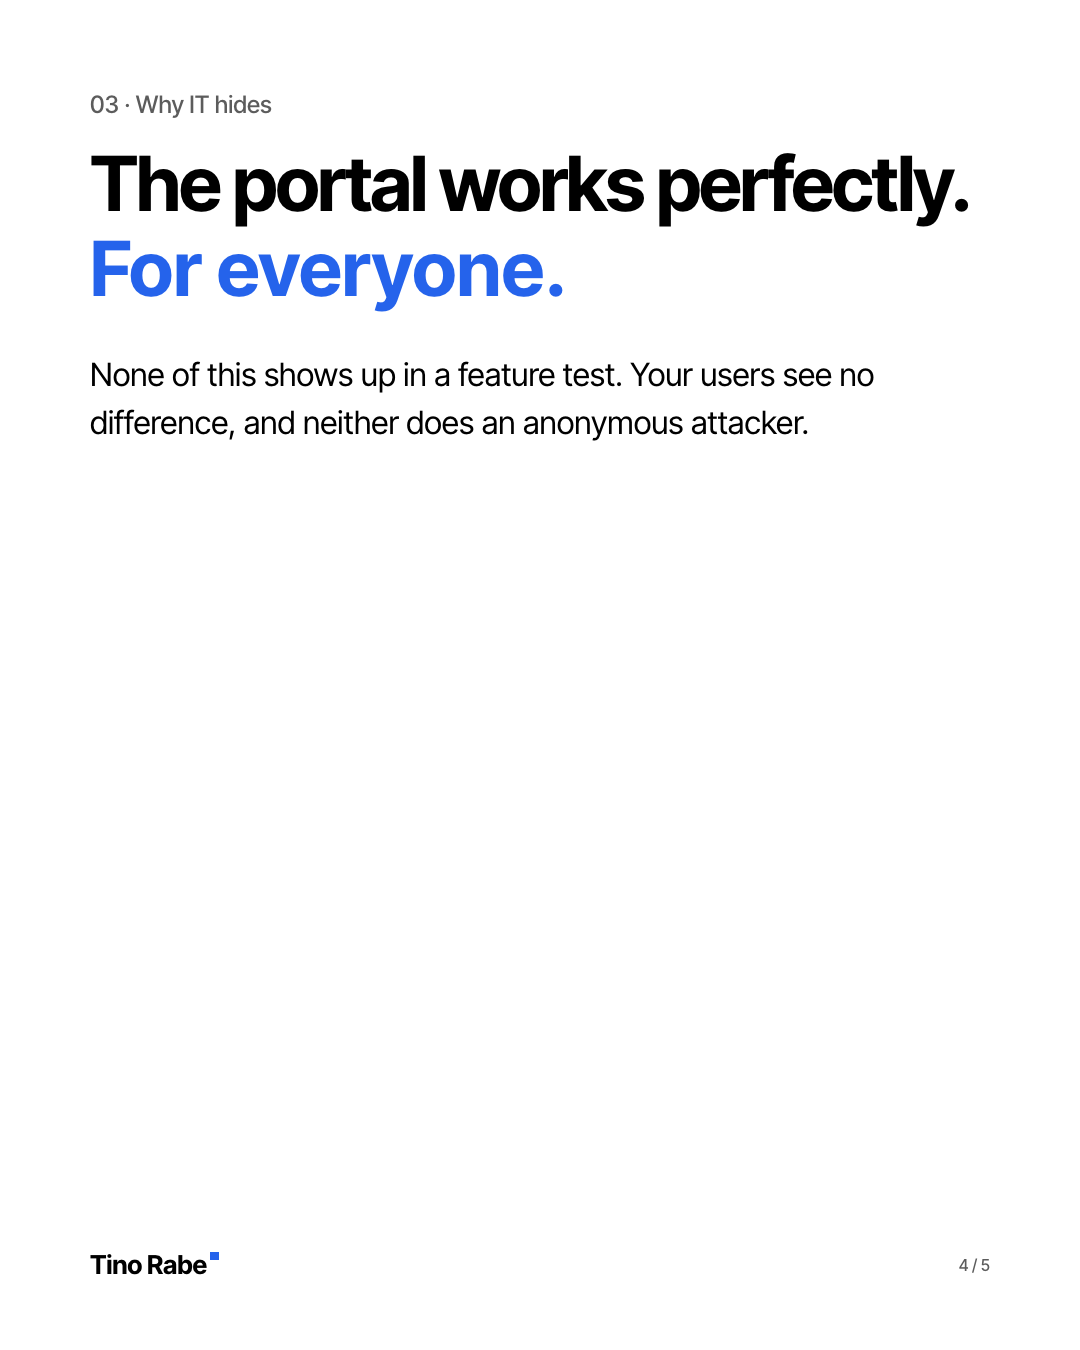 03 · Why IT hides
The portal works perfectly.
For everyone.
None of this shows up in a feature test. Your users see no
difference, and neither does an anonymous attacker.
Tino Rabe
4 / 5